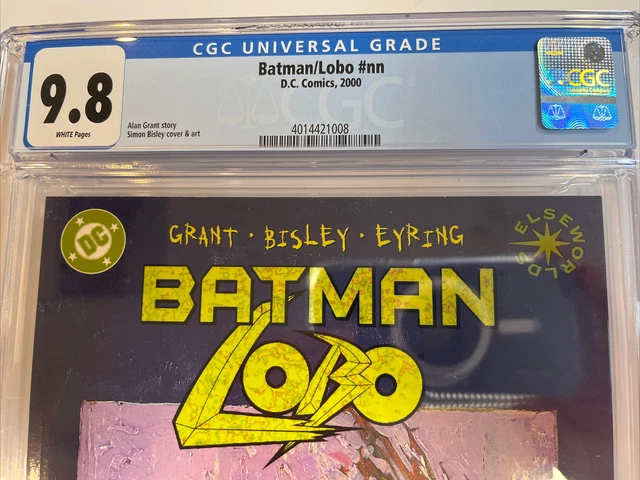 CGC UNIVERSAL GRADE
9.8
WHITE Pages
Batman/Lobo #nn
D.C. Comics, 2000
Alan Grant story
Simon Bisley cover & art
4014421008
CGC
CGC
DC
GRANT · BISLEY · EYRING
ELSEWORLDS
BATMAN
LOBO